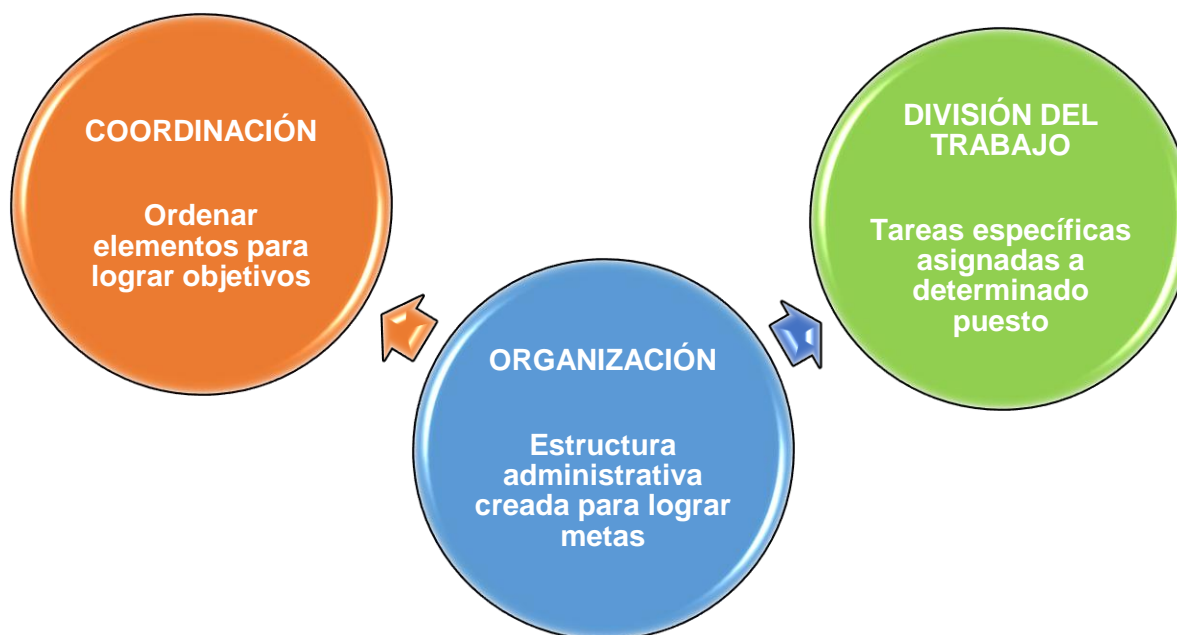 COORDINACIÓN
Ordenar
elementos para
lograr objetivos
ORGANIZACIÓN
Estructura
administrativa
creada para lograr
metas
DIVISIÓN DEL
TRABAJO
Tareas específicas
asignadas a
determinado
puesto